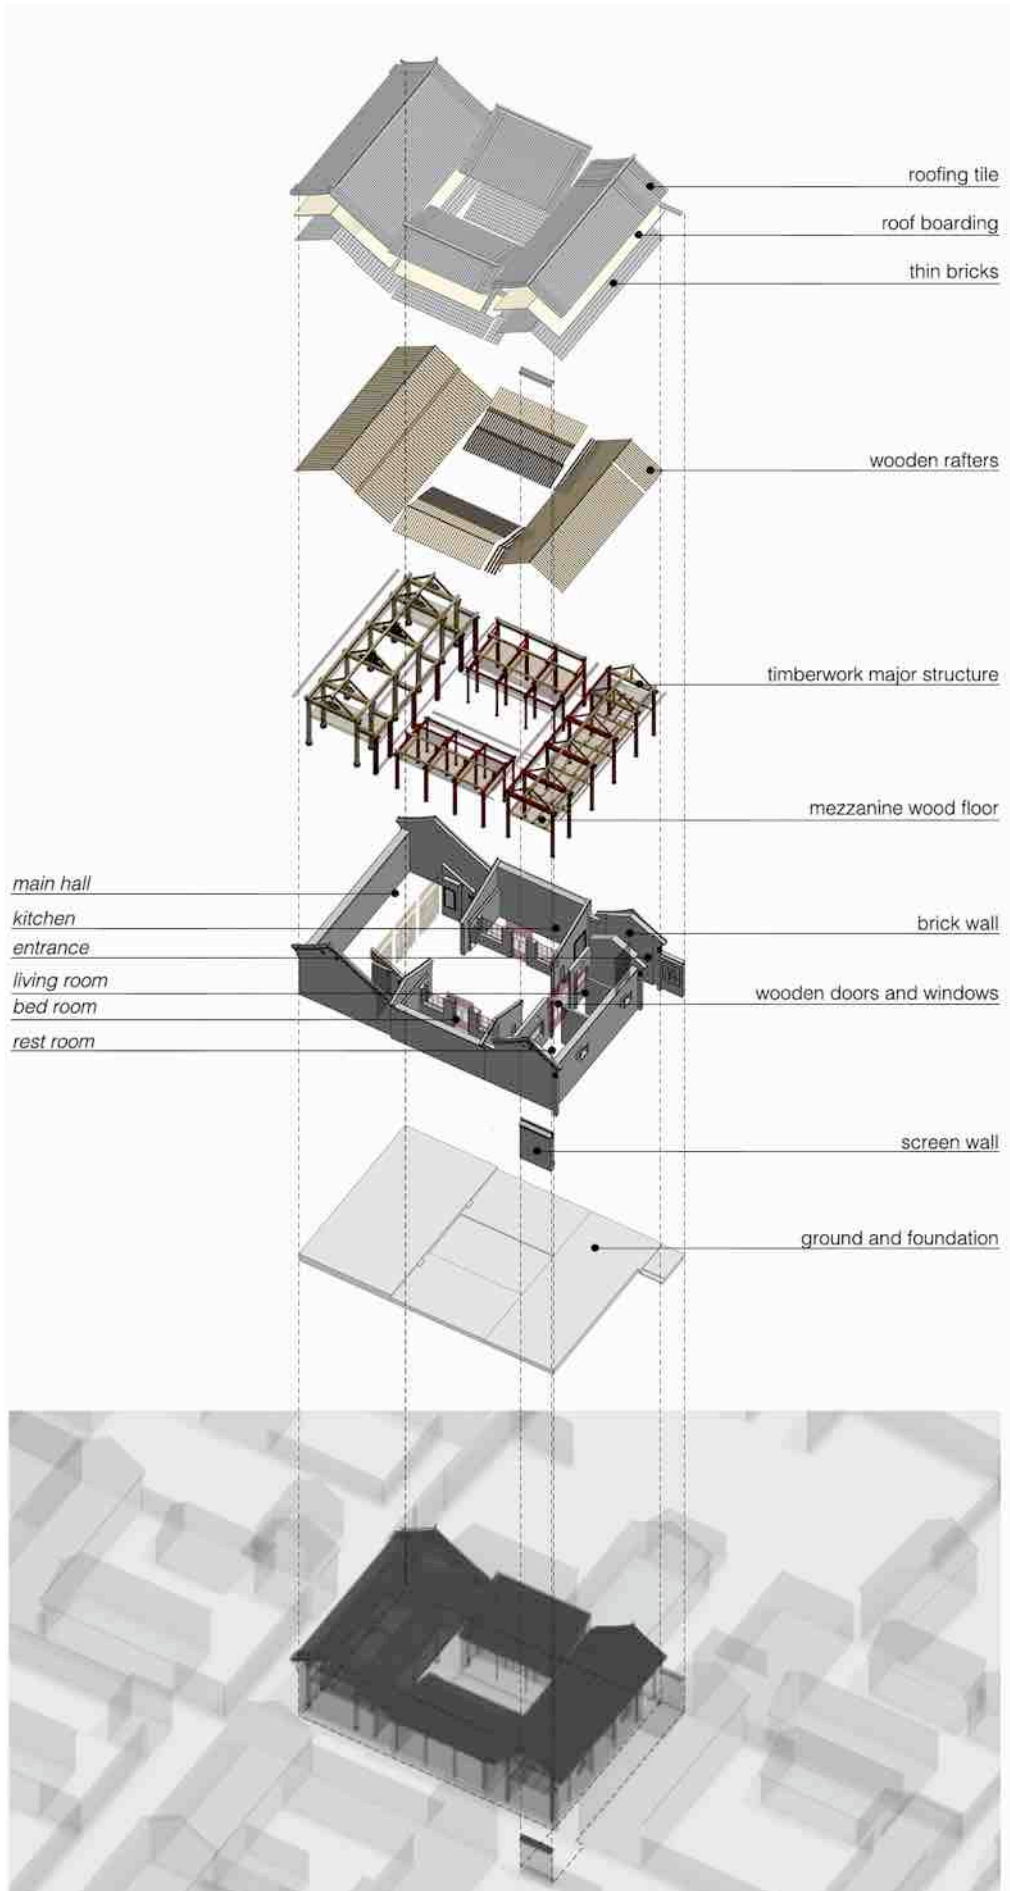 roofing tile
roof boarding
thin bricks
wooden rafters
timberwork major structure
mezzanine wood floor
main hall
kitchen
brick wall
entrance
living room
wooden doors and windows
bed room
rest room
screen wall
ground and foundation